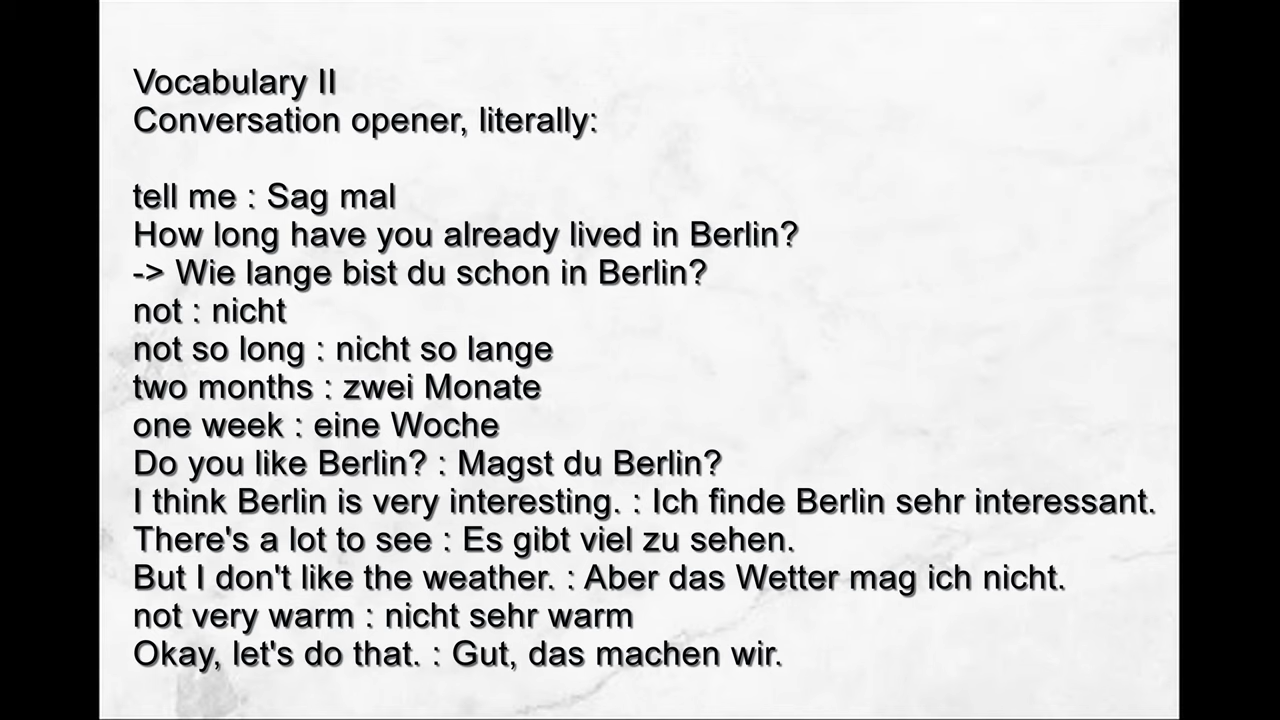 Vocabulary II
Conversation opener, literally:
tell me : Sag mal
How long have you already lived in Berlin?
-> Wie lange bist du schon in Berlin?
not : nicht
not so long : nicht so lange
two months : zwei Monate
one week : eine Woche
Do you like Berlin? : Magst du Berlin?
I think Berlin is very interesting. : Ich finde Berlin sehr interessant.
There's a lot to see : Es gibt viel zu sehen.
But I don't like the weather. : Aber das Wetter mag ich nicht.
not very warm : nicht sehr warm
Okay, let's do that. : Gut, das machen wir.